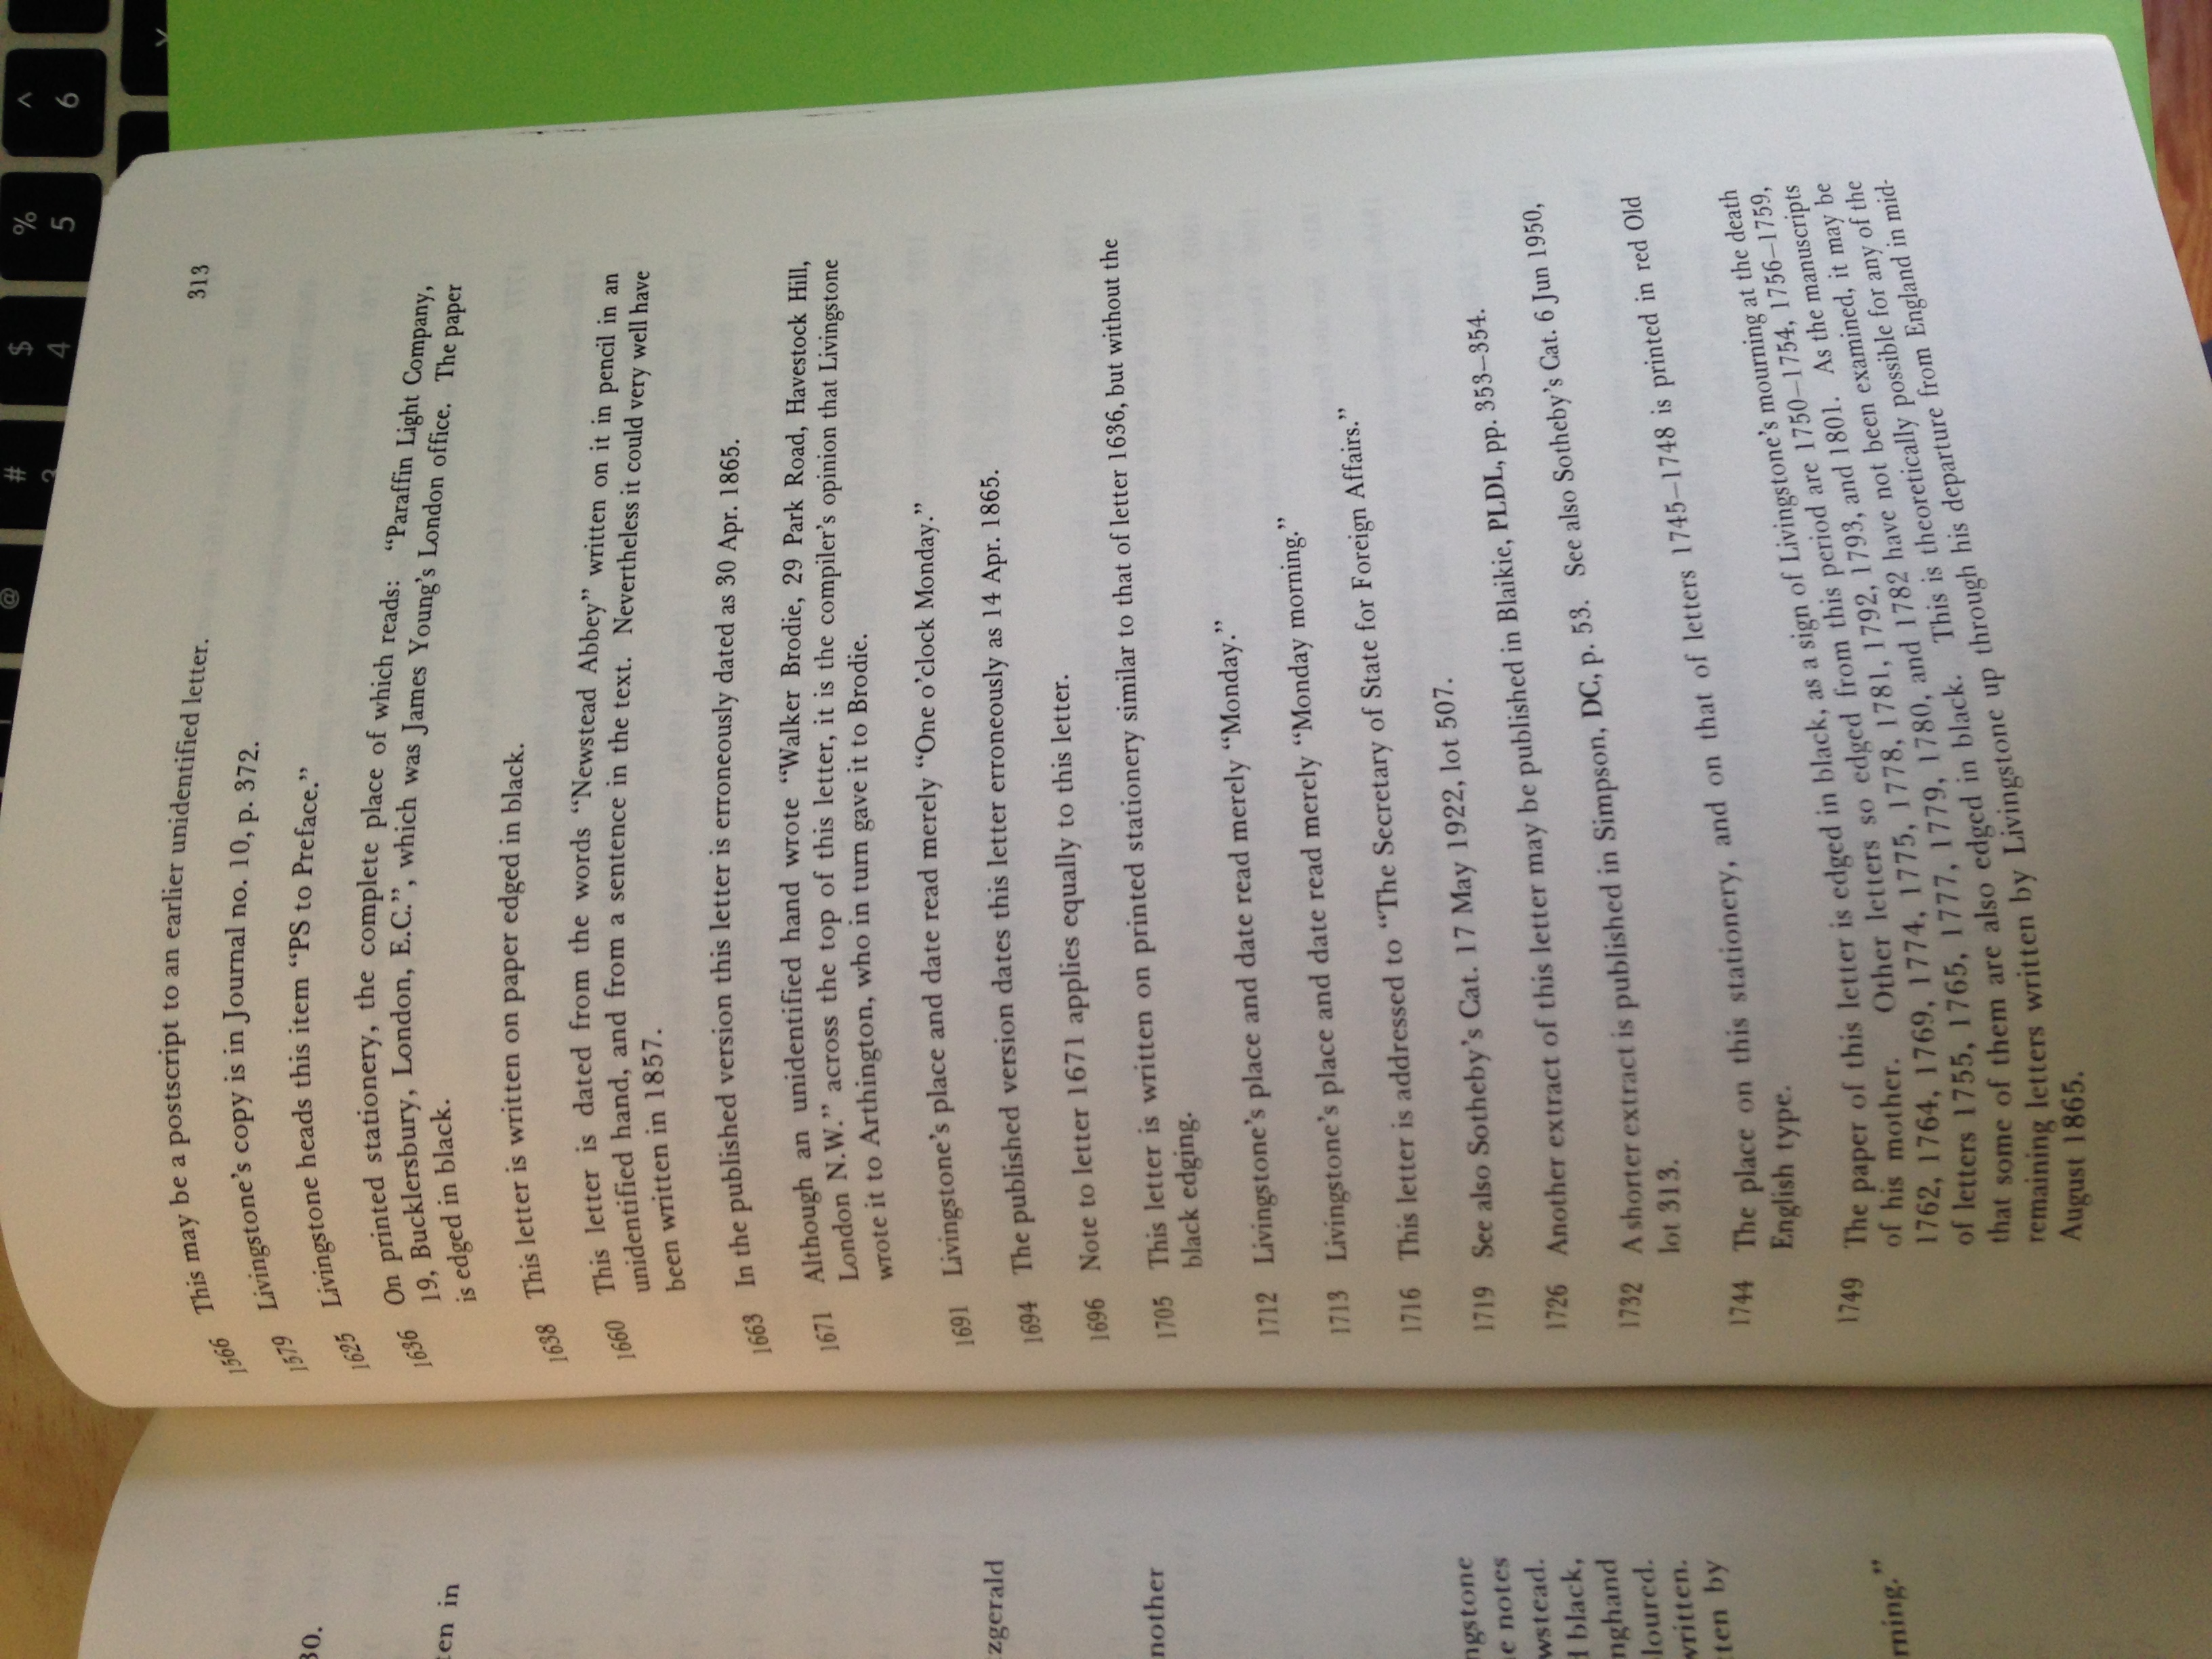 30.
ten in
zgerald
nother
ngstone
e notes
wstead.
d black,
nghand
loured.
written.
ten by
rning.”
313
1566 This may be a postscript to an earlier unidentified letter.
1579 Livingstone’s copy is in Journal no. 10, p. 372.
1625 Livingstone heads this item “PS to Preface.”
1636 On printed stationery, the complete place of which reads: “Paraffin Light Company,
19, Bucklersbury, London, E.C.”, which was James Young’s London office. The paper
is edged in black.
1638 This letter is written on paper edged in black.
1660 This letter is dated from the words “Newstead Abbey” written on it in pencil in an
unidentified hand, and from a sentence in the text. Nevertheless it could very well have
been written in 1857.
1663 In the published version this letter is erroneously dated as 30 Apr. 1865.
1671 Although an unidentified hand wrote “Walker Brodie, 29 Park Road, Havestock Hill,
London N.W.” across the top of this letter, it is the compiler’s opinion that Livingstone
wrote it to Arthington, who in turn gave it to Brodie.
1691 Livingstone’s place and date read merely “One o’clock Monday.”
1694 The published version dates this letter erroneously as 14 Apr. 1865.
1696 Note to letter 1671 applies equally to this letter.
1705 This letter is written on printed stationery similar to that of letter 1636, but without the
black edging.
1712 Livingstone’s place and date read merely “Monday.”
1713 Livingstone’s place and date read merely “Monday morning.”
1716 This letter is addressed to “The Secretary of State for Foreign Affairs.”
1719 See also Sotheby’s Cat. 17 May 1922, lot 507.
1726 Another extract of this letter may be published in Blaikie, PLDL, pp. 353–354.
1732 A shorter extract is published in Simpson, DC, p. 53. See also Sotheby’s Cat. 6 Jun 1950,
lot 313.
1744 The place on this stationery, and on that of letters 1745–1748 is printed in red Old
English type.
1749 The paper of this letter is edged in black, as a sign of Livingstone’s mourning at the death
of his mother. Other letters so edged from this period are 1750–1754, 1756–1759,
1762, 1764, 1769, 1774, 1775, 1778, 1781, 1792, 1793, and 1801. As the manuscripts
of letters 1755, 1765, 1777, 1779, 1780, and 1782 have not been examined, it may be
that some of them are also edged in black. This is theoretically possible for any of the
remaining letters written by Livingstone up through his departure from England in mid-
August 1865.
@ # $ % ^
3 4 5 6